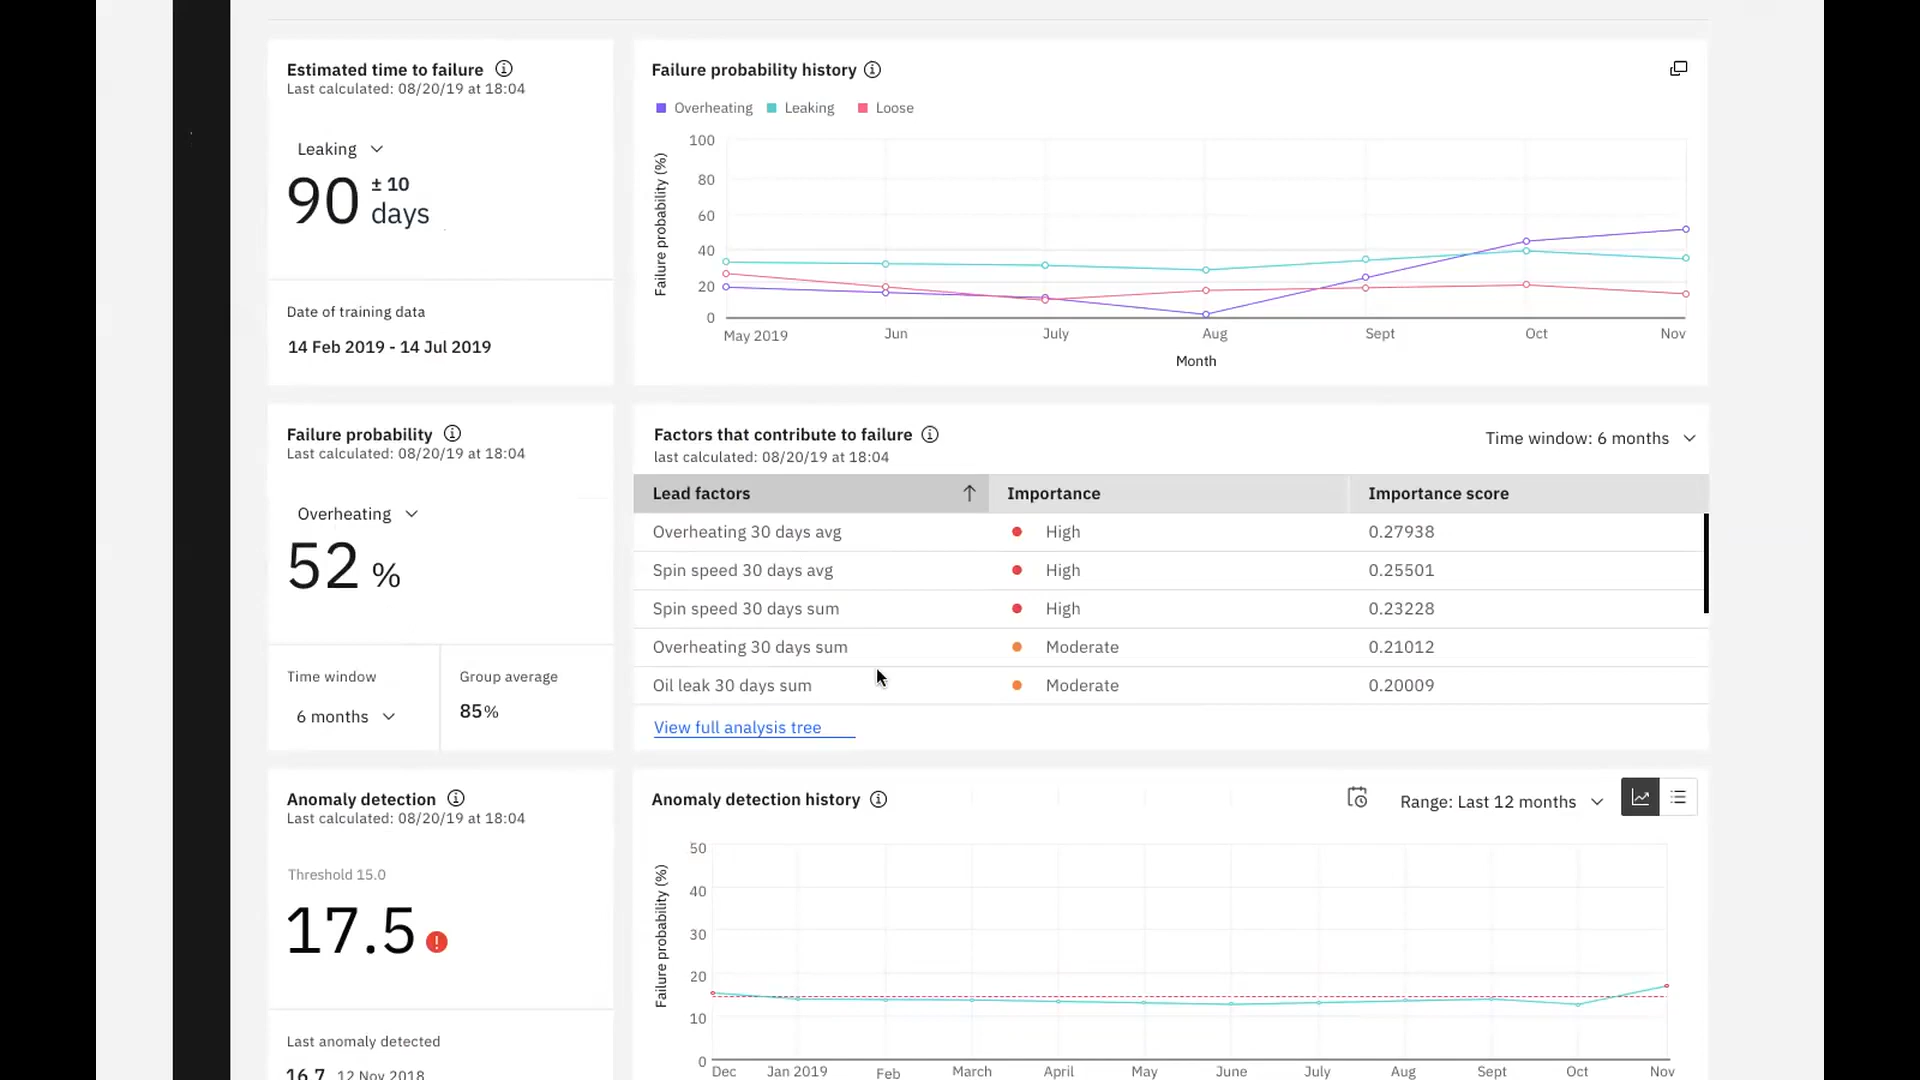 Estimated time to failure
Last calculated: 08/20/19 at 18:04
Leaking
90 ± 10 days
Date of training data
14 Feb 2019 - 14 Jul 2019
Failure probability history
Overheating Leaking Loose
Failure probability (%)
100
80
60
40
20
0
May 2019 Jun July Aug Sept Oct Nov
Month
Failure probability
Last calculated: 08/20/19 at 18:04
Overheating
52 %
Time window
6 months
Group average
85%
Factors that contribute to failure
last calculated: 08/20/19 at 18:04
Time window: 6 months
Lead factors Importance Importance score
Overheating 30 days avg High 0.27938
Spin speed 30 days avg High 0.25501
Spin speed 30 days sum High 0.23228
Overheating 30 days sum Moderate 0.21012
Oil leak 30 days sum Moderate 0.20009
View full analysis tree
Anomaly detection
Last calculated: 08/20/19 at 18:04
Threshold 15.0
17.5
Last anomaly detected
16.7 12 Nov 2018
Anomaly detection history
Range: Last 12 months
Failure probability (%)
50
40
30
20
10
0
Dec Jan 2019 Feb March April May June July Aug Sept Oct Nov